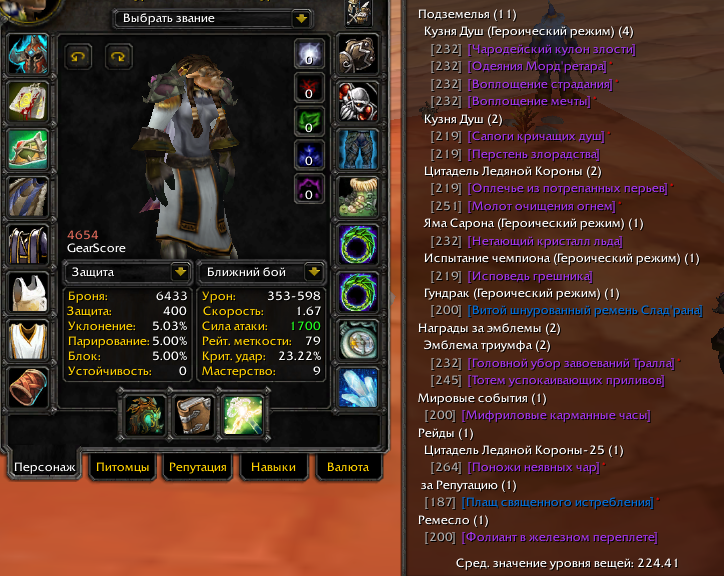 Выбрать звание
0
0
0
0
0
4654
GearScore
Защита
Ближний бой
Броня: 6433
Защита: 400
Уклонение: 5.03%
Парирование: 5.00%
Блок: 5.00%
Устойчивость: 0
Урон: 353-598
Скорость: 1.67
Сила атаки: 1700
Рейт. меткости: 79
Крит. удар: 23.22%
Мастерство: 9
Персонаж
Питомцы
Репутация
Навыки
Валюта
Подземелья (11)
Кузня Душ (Героический режим) (4)
[232] [Чародейский кулон злости]
[232] [Одеяния Морд'ретара]
[232] [Воплощение страдания]
[232] [Воплощение мечты]
Кузня Душ (2)
[219] [Сапоги кричащих душ]
[219] [Перстень злорадства]
Цитадель Ледяной Короны (2)
[219] [Оплечье из потрепанных перьев]
[251] [Молот очищения огнем]
Яма Сарона (Героический режим) (1)
[232] [Нетающий кристалл льда]
Испытание чемпиона (Героический режим) (1)
[219] [Исповедь грешника]
Гундрак (Героический режим) (1)
[200] [Витой шнурованный ремень Слад'рана]
Награды за эмблемы (2)
Эмблема триумфа (2)
[232] [Головной убор завоеваний Тралла]
[245] [Тотем успокаивающих приливов]
Мировые события (1)
[200] [Мифриловые карманные часы]
Рейды (1)
Цитадель Ледяной Короны-25 (1)
[264] [Поножи неявных чар]
за Репутацию (1)
[187] [Плащ священного истребления]
Ремесло (1)
[200] [Фолиант в железном переплете]
Сред. значение уровня вещей: 224.41